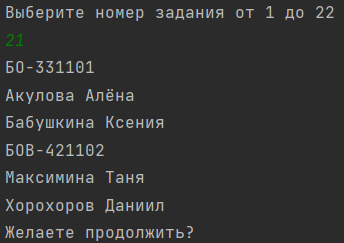 Выберите номер задания от 1 до 22
21
БО-331101
Акулова Алёна
Бабушкина Ксения
БОВ-421102
Максимина Таня
Хорохоров Даниил
Желаете продолжить?